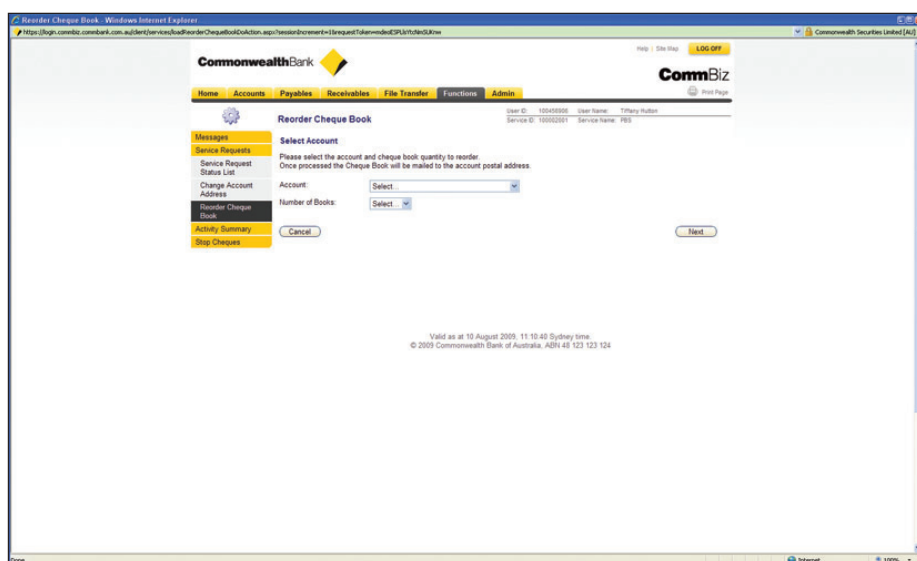 Reorder Cheque Book - Windows Internet Explorer
Commonwealth Securities Limited [AU]
Help | Site Map LOG OFF
CommonwealthBank
CommBiz
Home Accounts Payables Receivables File Transfer Functions Admin Print Page
User ID: 100456900 User Name: Tiffany Hutton
Reorder Cheque Book Service ID: 100002001 Service Name: PBS
Messages
Select Account
Service Requests
Service Request
Status List
Please select the account and cheque book quantity to reorder.
Once processed the Cheque Book will be mailed to the account postal address.
Change Account
Address
Account: Select...
Reorder Cheque
Book
Number of Books: Select...
Activity Summary
Cancel Next
Stop Cheques
Valid as at 10 August 2009, 11:10:40 Sydney time.
© 2009 Commonwealth Bank of Australia, ABN 48 123 123 124
Done Internet 100%